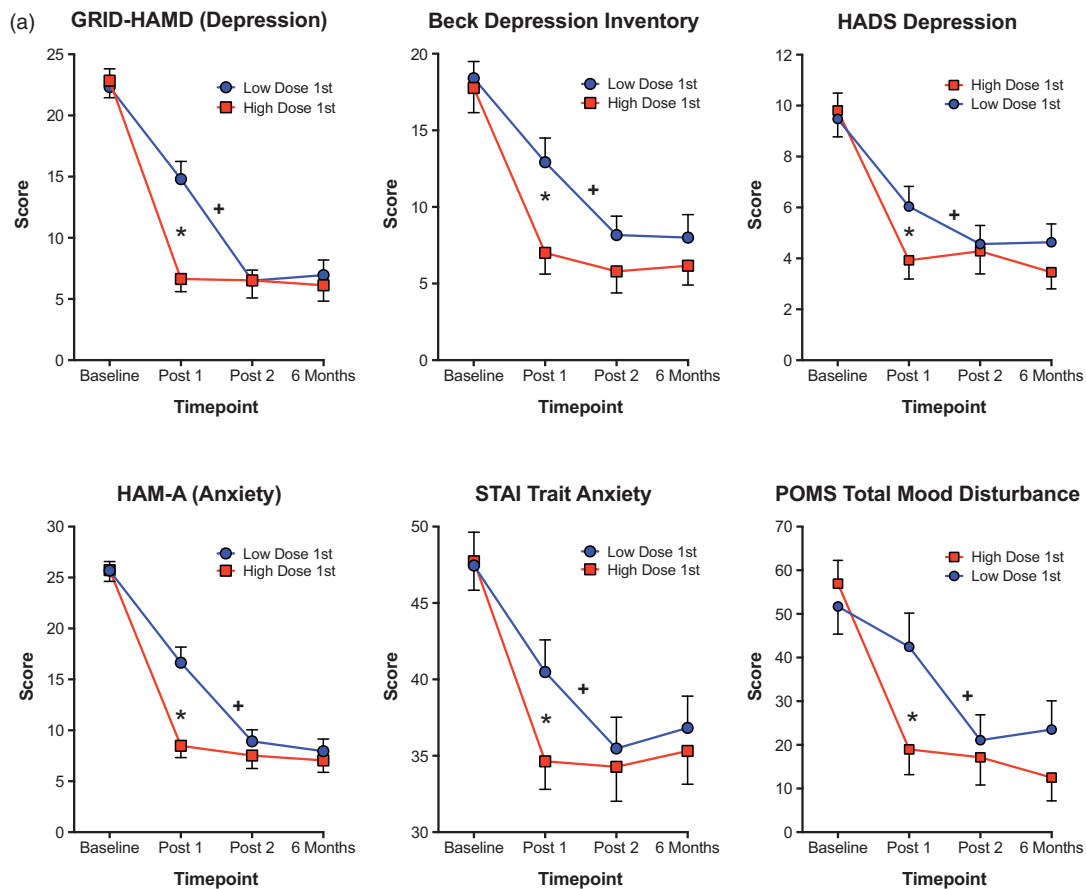 (a)
GRID-HAMD (Depression)
25
20
15
10
5
0
Score
Low Dose 1st
High Dose 1st
+
*
Baseline
Post 1
Post 2
6 Months
Timepoint
Beck Depression Inventory
20
15
10
5
0
Score
Low Dose 1st
High Dose 1st
+
*
Baseline
Post 1
Post 2
6 Months
Timepoint
HADS Depression
12
10
8
6
4
2
0
Score
High Dose 1st
Low Dose 1st
+
*
Baseline
Post 1
Post 2
6 Months
Timepoint
HAM-A (Anxiety)
30
25
20
15
10
5
0
Score
Low Dose 1st
High Dose 1st
+
*
Baseline
Post 1
Post 2
6 Months
Timepoint
STAI Trait Anxiety
50
45
40
35
30
Score
Low Dose 1st
High Dose 1st
+
*
Baseline
Post 1
Post 2
6 Months
Timepoint
POMS Total Mood Disturbance
70
60
50
40
30
20
10
0
Score
High Dose 1st
Low Dose 1st
+
*
Baseline
Post 1
Post 2
6 Months
Timepoint